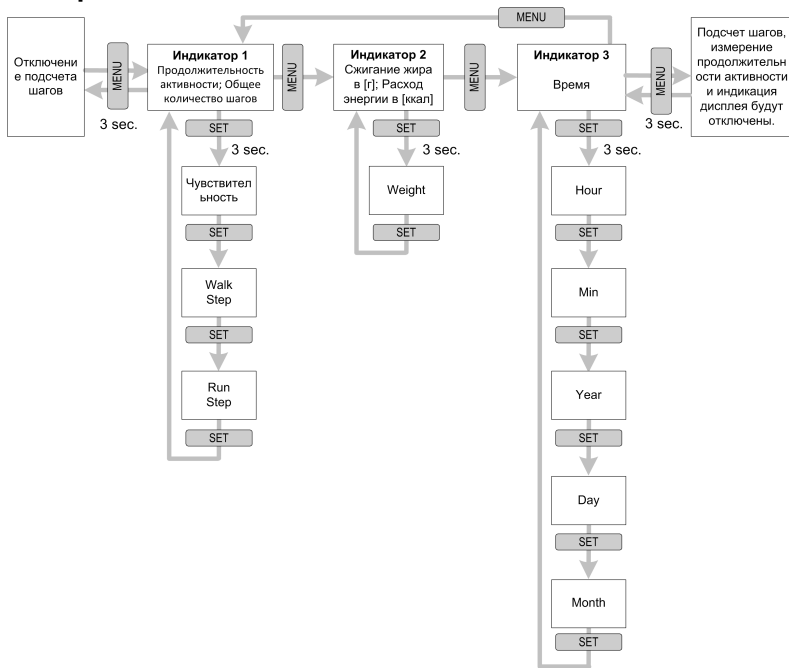 MENU
Отключени
е подсчета
шагов
MENU
3 sec.
Индикатор 1
Продолжительность
активности; Общее
количество шагов
MENU
Индикатор 2
Сжигание жира
в [г]; Расход
энергии в [ккал]
MENU
Индикатор 3
Время
MENU
3 sec.
Подсчет шагов,
измерение
продолжительн
ости активности
и индикация
дисплея будут
отключены.
SET
3 sec.
Чувствител
ьность
SET
Walk
Step
SET
Run
Step
SET
SET
3 sec.
Weight
SET
SET
3 sec.
Hour
SET
Min
SET
Year
SET
Day
SET
Month
SET